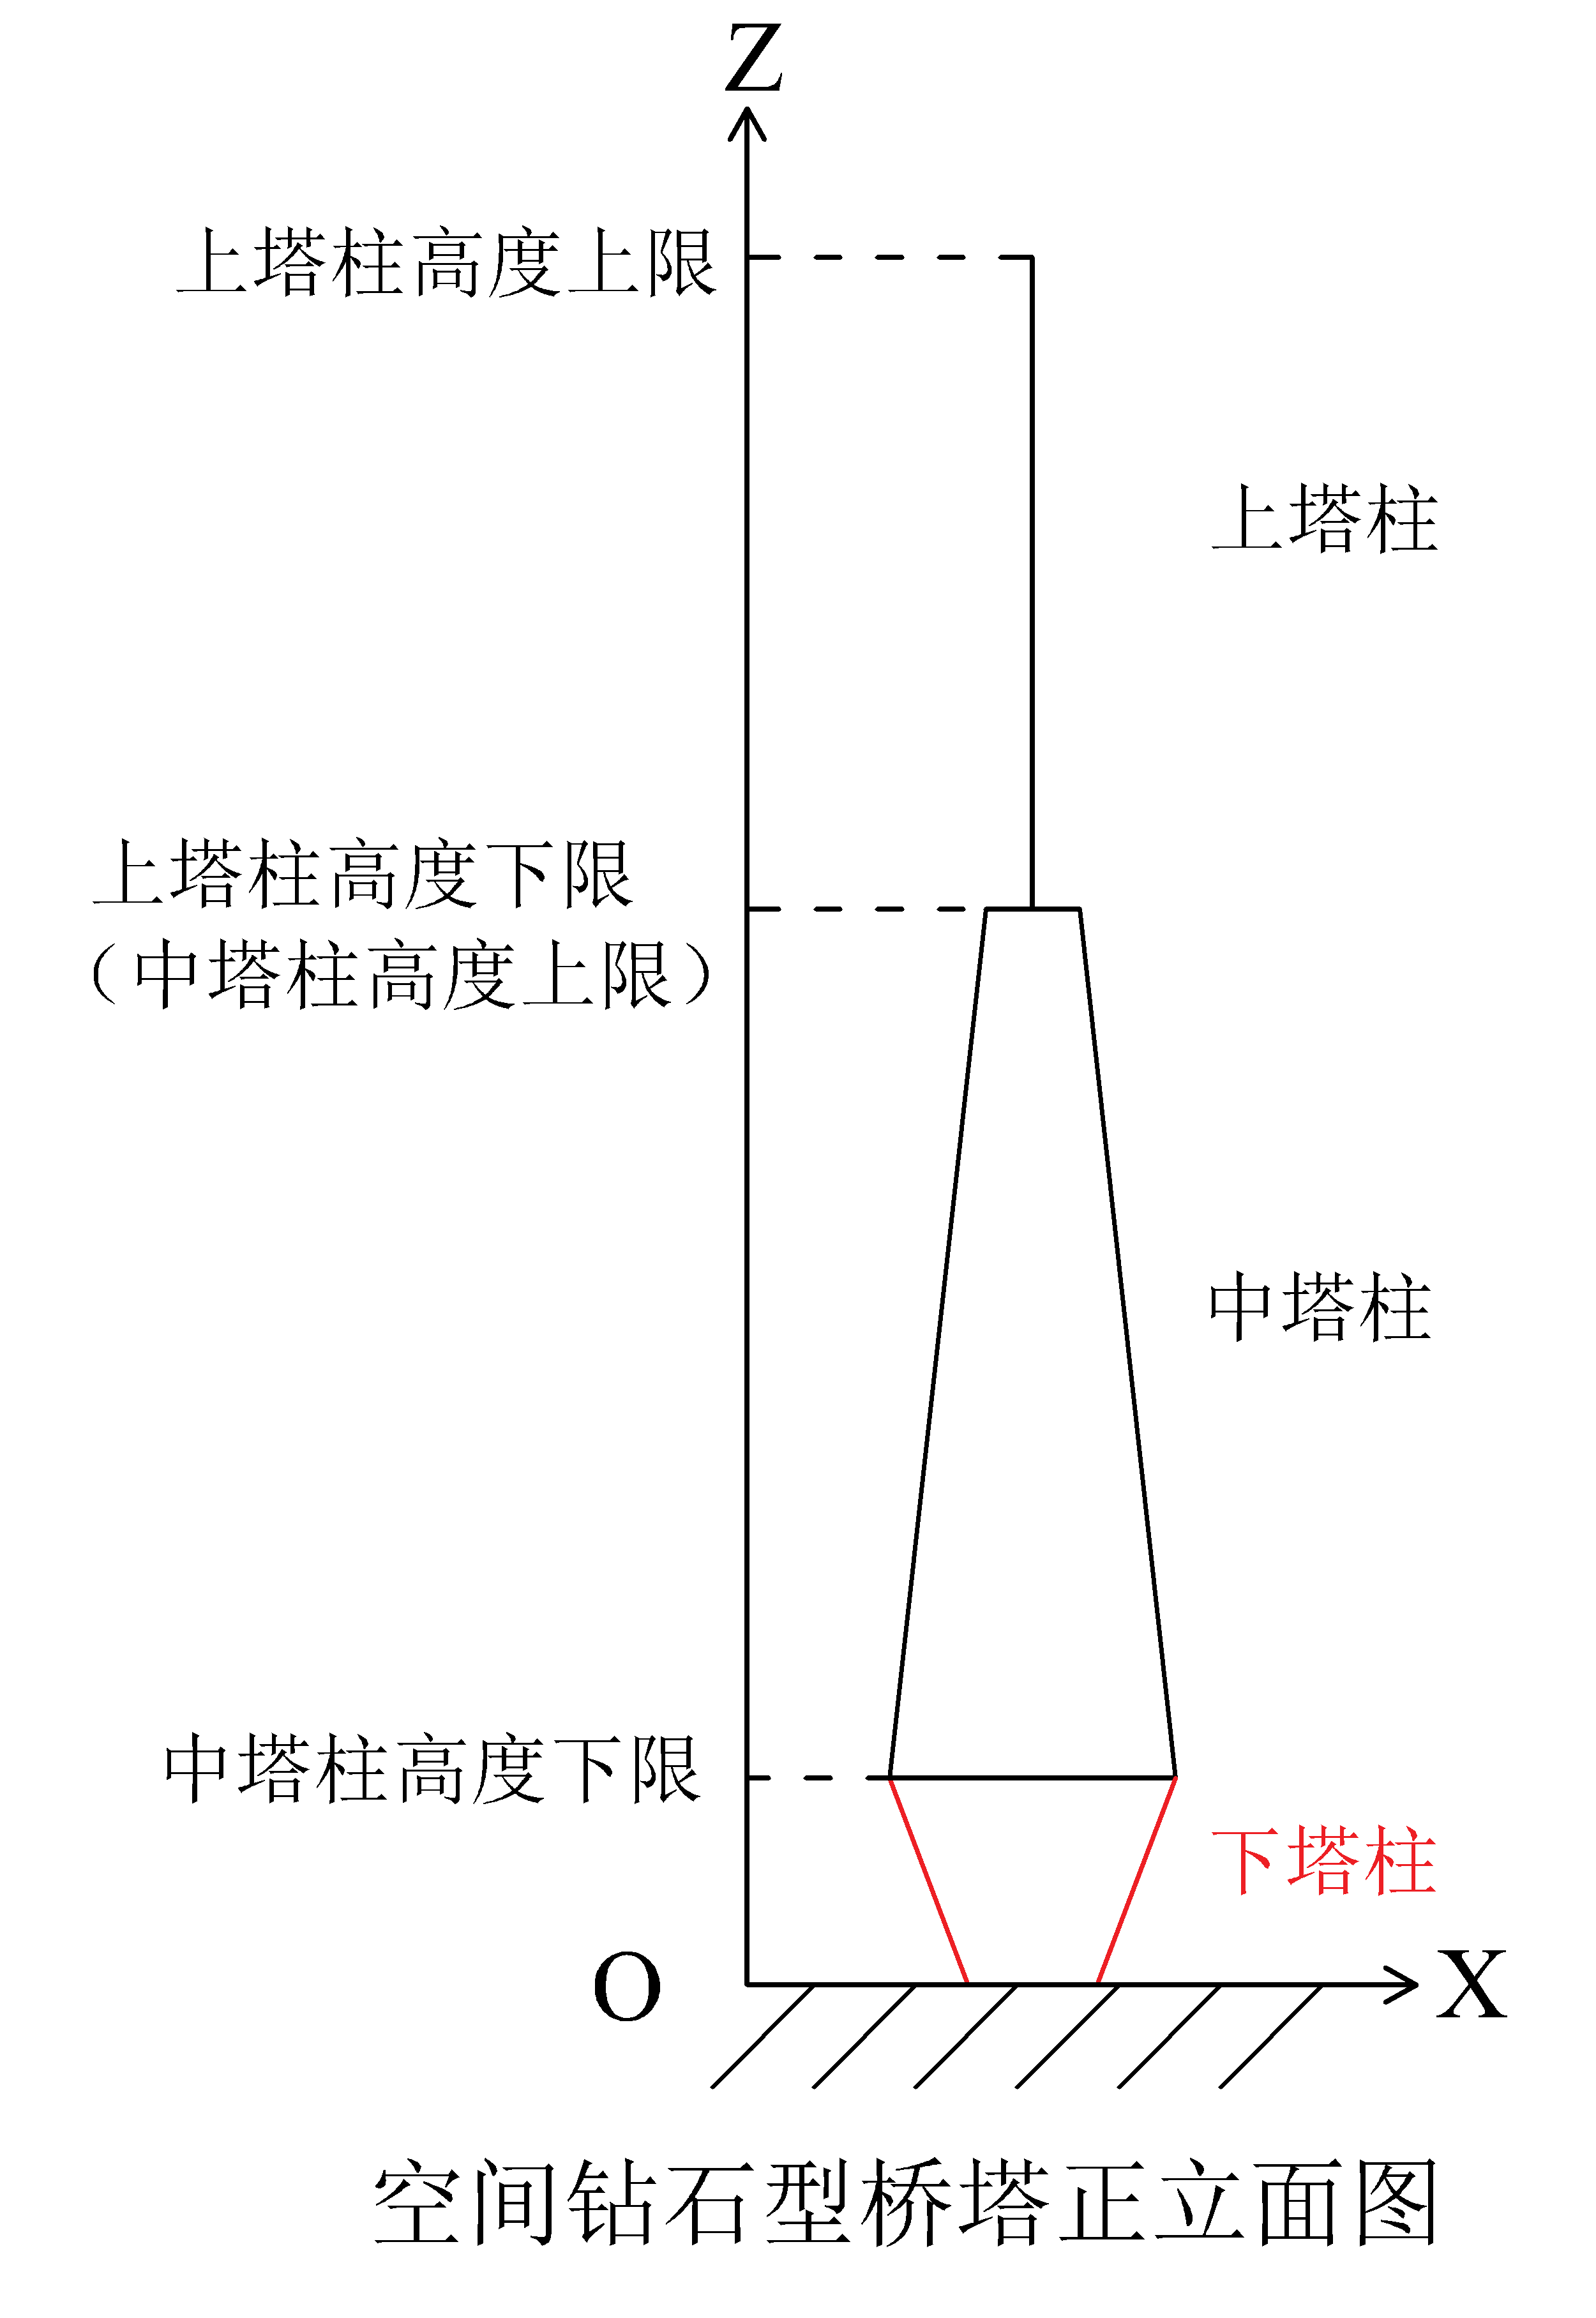 Z
上塔柱高度上限
上塔柱
上塔柱高度下限
（中塔柱高度上限）
中塔柱
中塔柱高度下限
下塔柱
O
X
空间钻石型桥塔正立面图